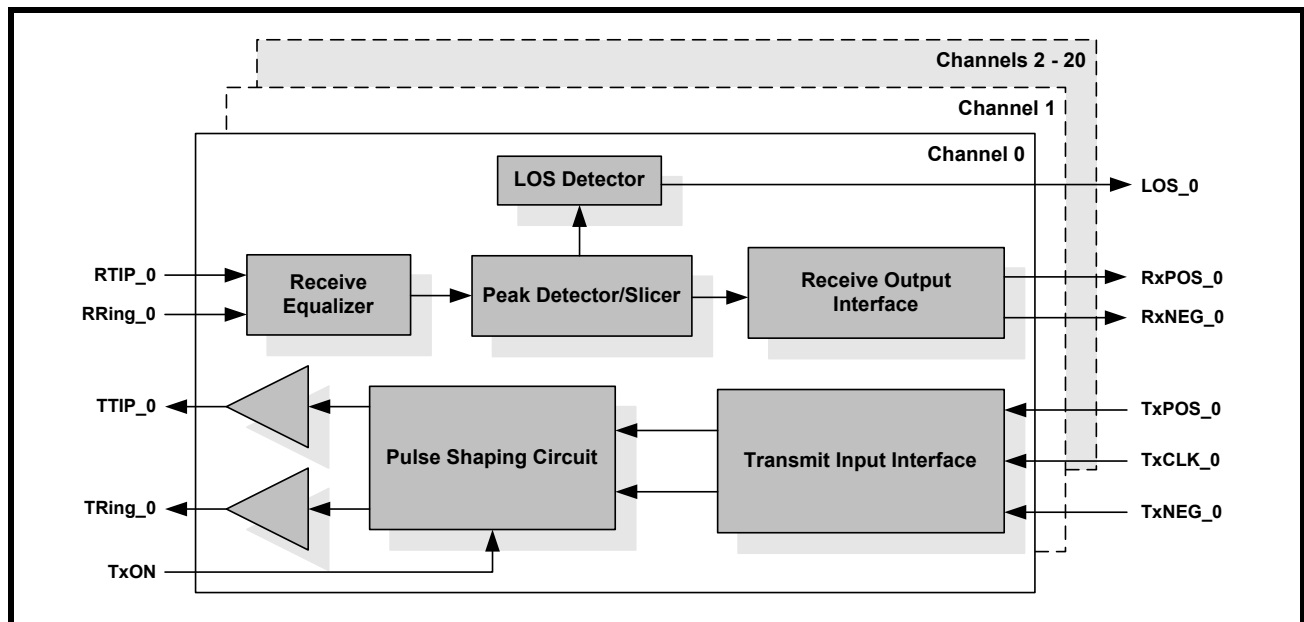 Channels 2 - 20
Channel 1
Channel 0
LOS Detector
LOS_0
RTIP_0
RRing_0
Receive
Equalizer
Peak Detector/Slicer
Receive Output
Interface
RxPOS_0
RxNEG_0
TTIP_0
TRing_0
TxON
Pulse Shaping Circuit
Transmit Input Interface
TxPOS_0
TxCLK_0
TxNEG_0